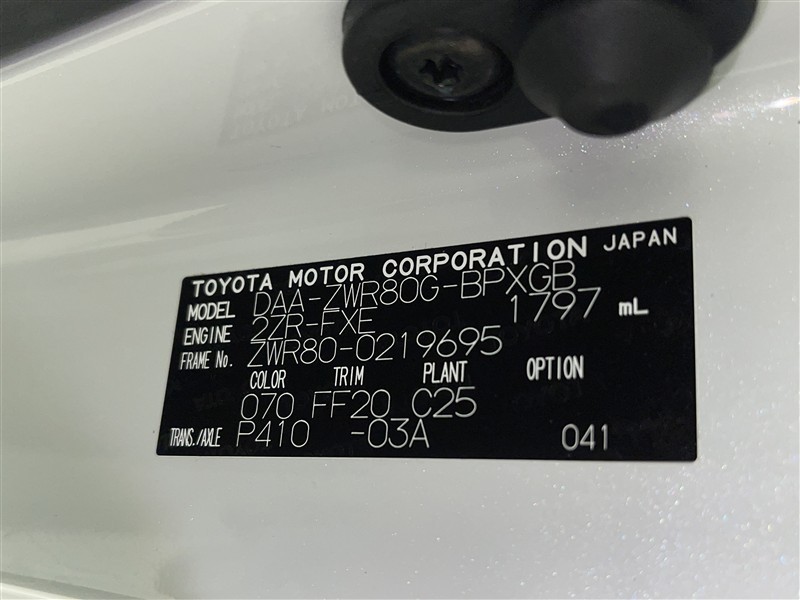 TOYOTA MOTOR CORPORATION JAPAN
MODEL DAA-ZWR80G-BPXGB
ENGINE 2ZR-FXE 1797 mL
FRAME No. ZWR80-0219695
COLOR TRIM PLANT OPTION
070 FF20 C25
TRANS./AXLE P410 -03A 041